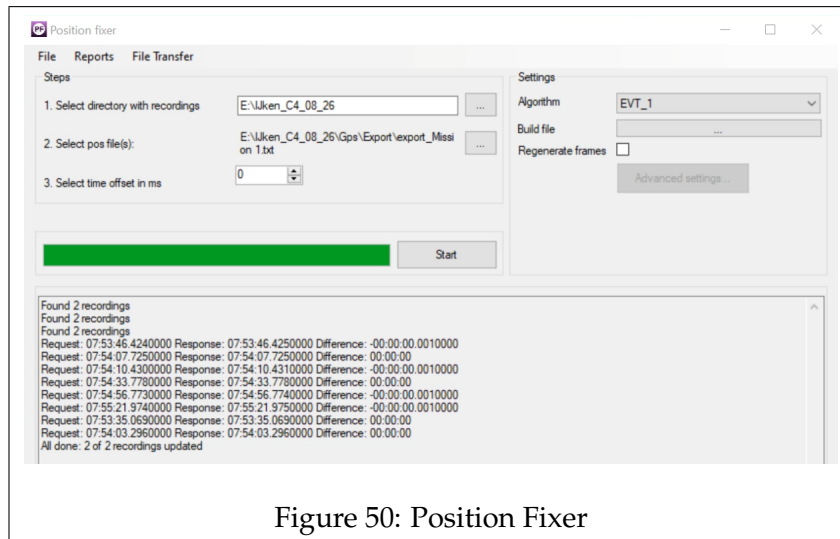 PF Position fixer
File Reports File Transfer
Steps
1. Select directory with recordings E:\IJken_C4_08_26 ...
2. Select pos file(s): E:\IJken_C4_08_26\Gps\Export\export_Missi
on 1.txt ...
3. Select time offset in ms 0
Settings
Algorithm EVT_1
Build file ...
Regenerate frames
Advanced settings...
Start
Found 2 recordings
Found 2 recordings
Found 2 recordings
Request: 07:53:46.4240000 Response: 07:53:46.4250000 Difference: -00:00:00.0010000
Request: 07:54:07.7250000 Response: 07:54:07.7250000 Difference: 00:00:00
Request: 07:54:10.4300000 Response: 07:54:10.4310000 Difference: -00:00:00.0010000
Request: 07:54:33.7780000 Response: 07:54:33.7780000 Difference: 00:00:00
Request: 07:54:56.7730000 Response: 07:54:56.7740000 Difference: -00:00:00.0010000
Request: 07:55:21.9740000 Response: 07:55:21.9750000 Difference: -00:00:00.0010000
Request: 07:53:35.0690000 Response: 07:53:35.0690000 Difference: 00:00:00
Request: 07:54:03.2960000 Response: 07:54:03.2960000 Difference: 00:00:00
All done: 2 of 2 recordings updated
Figure 50: Position Fixer